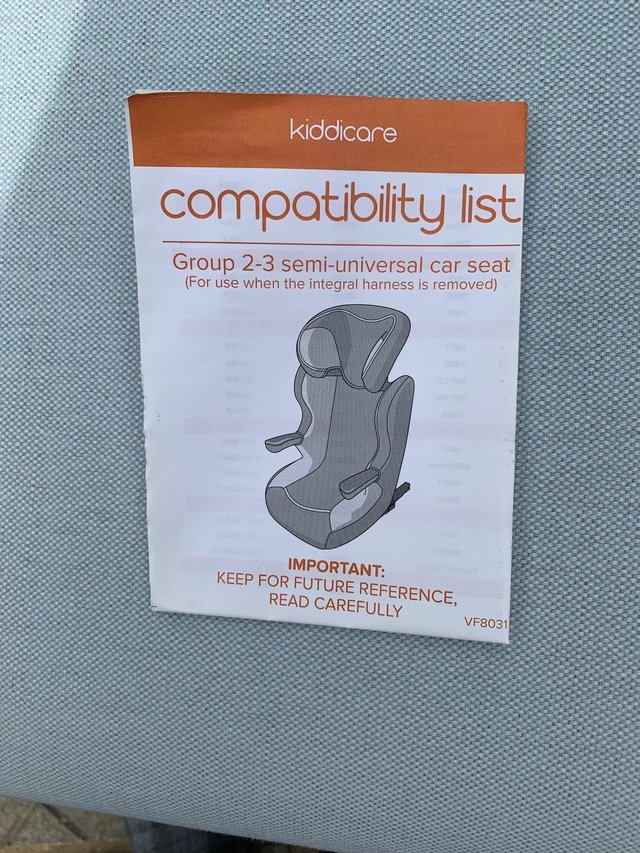 kiddicare
compatibility list
Group 2-3 semi-universal car seat
(For use when the integral harness is removed)
IMPORTANT:
KEEP FOR FUTURE REFERENCE,
READ CAREFULLY
VF8031